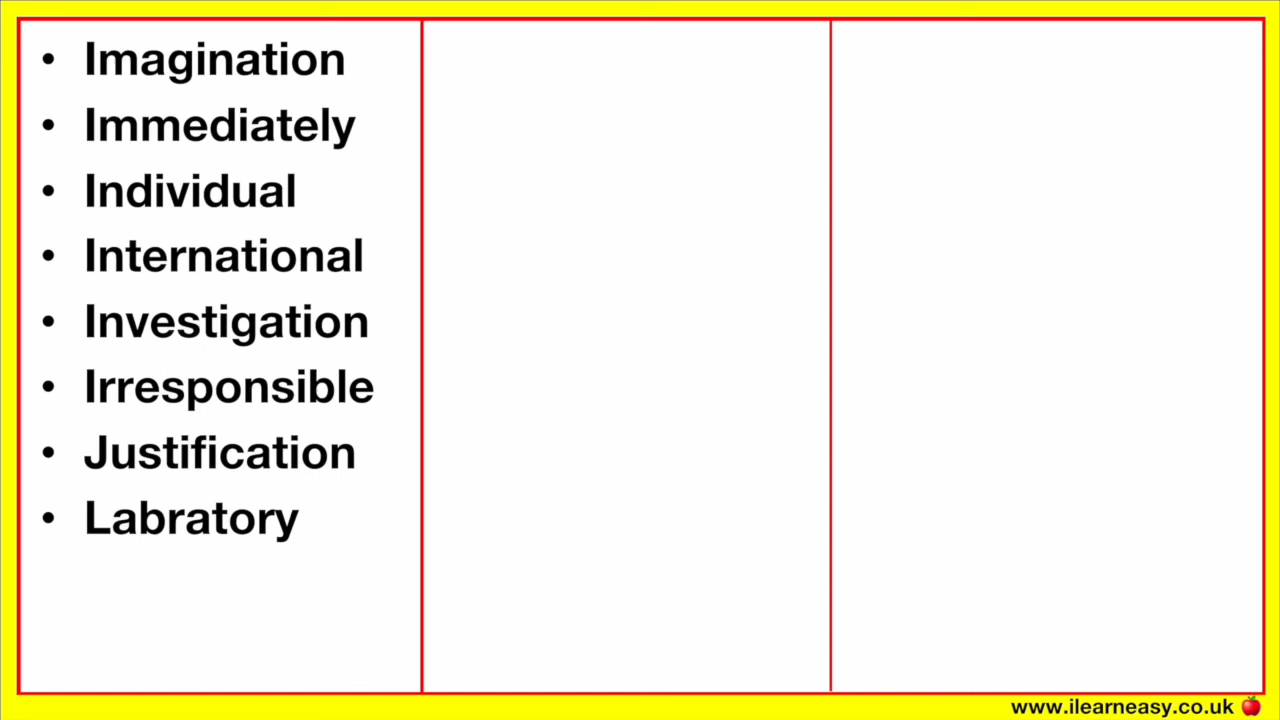 • Imagination
• Immediately
• Individual
• International
• Investigation
• Irresponsible
• Justification
• Labratory
www.ilearneasy.co.uk